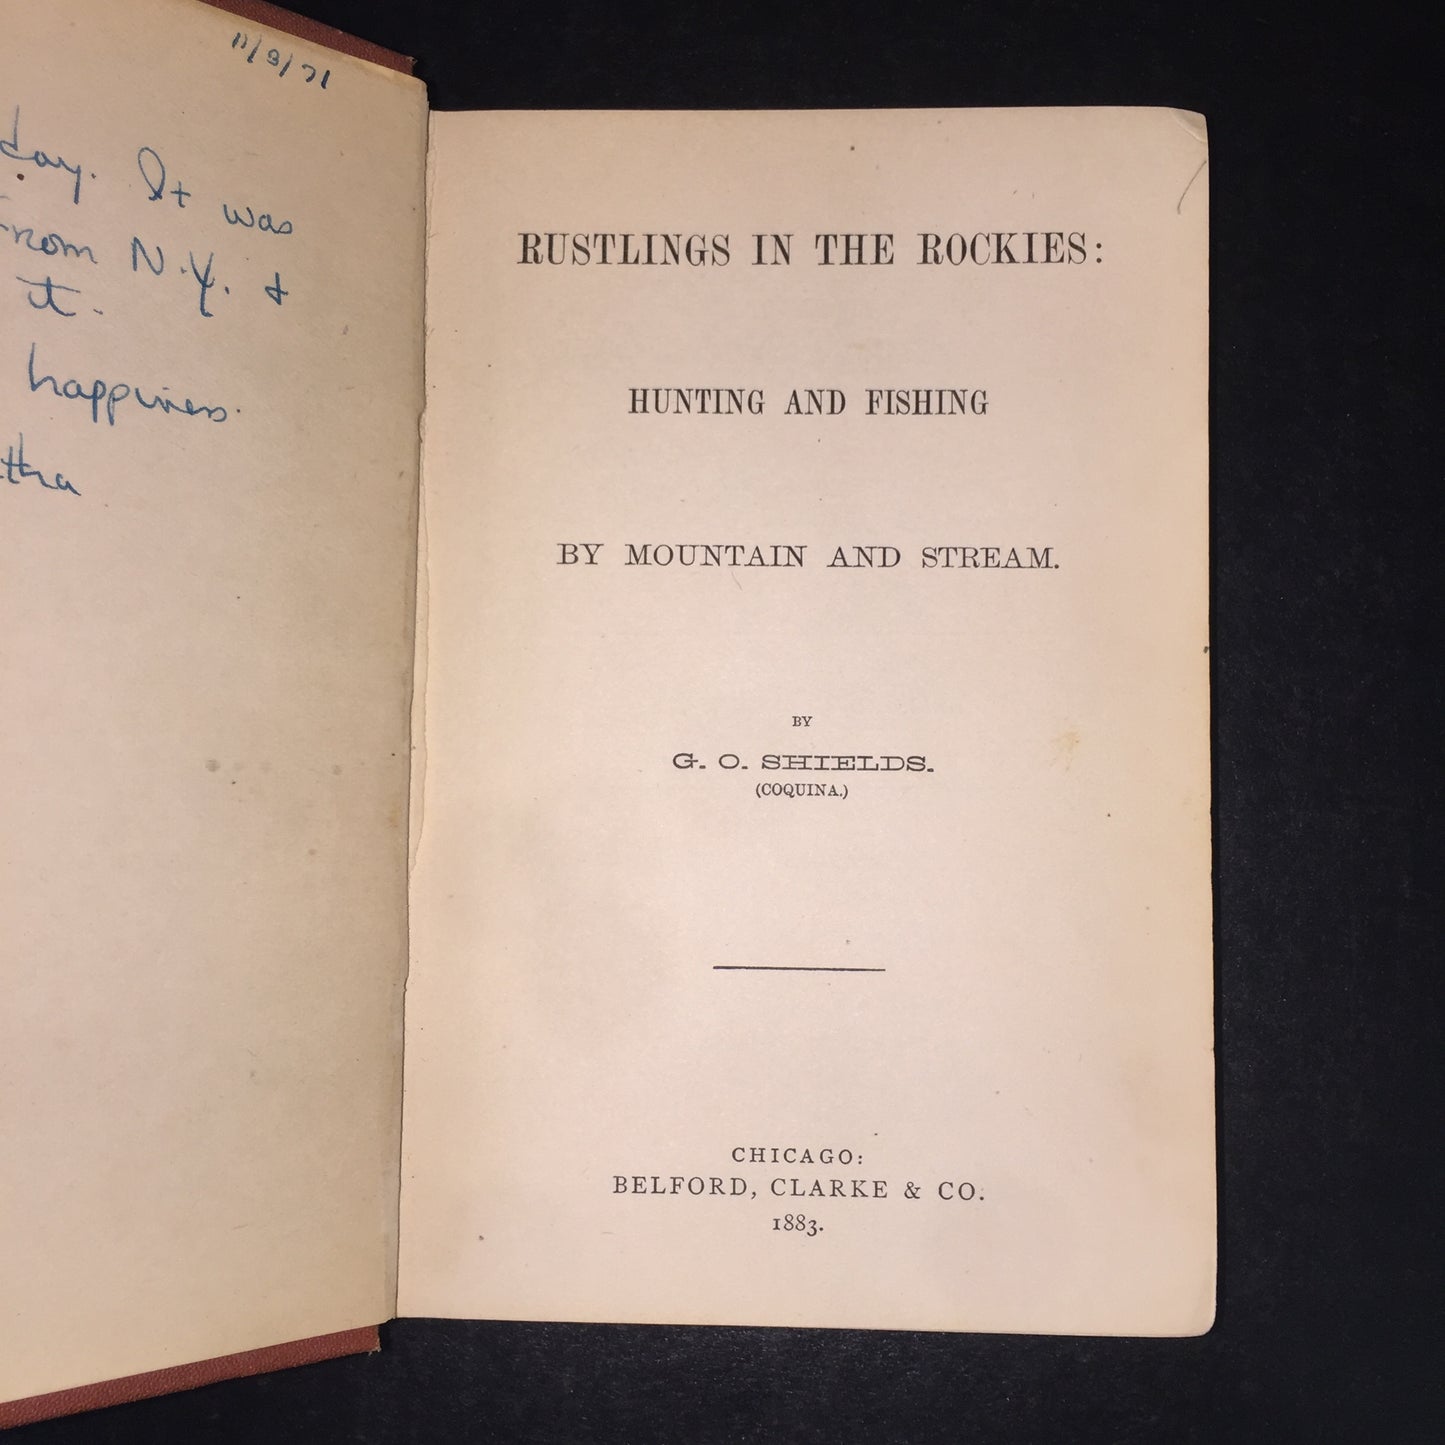 11/8/71
day. It was
from N.Y. &
it.
happiness.
RUSTLINGS IN THE ROCKIES:
HUNTING AND FISHING
BY MOUNTAIN AND STREAM.
BY
G. O. SHIELDS.
(COQUINA.)
CHICAGO:
BELFORD, CLARKE & CO.
1883.